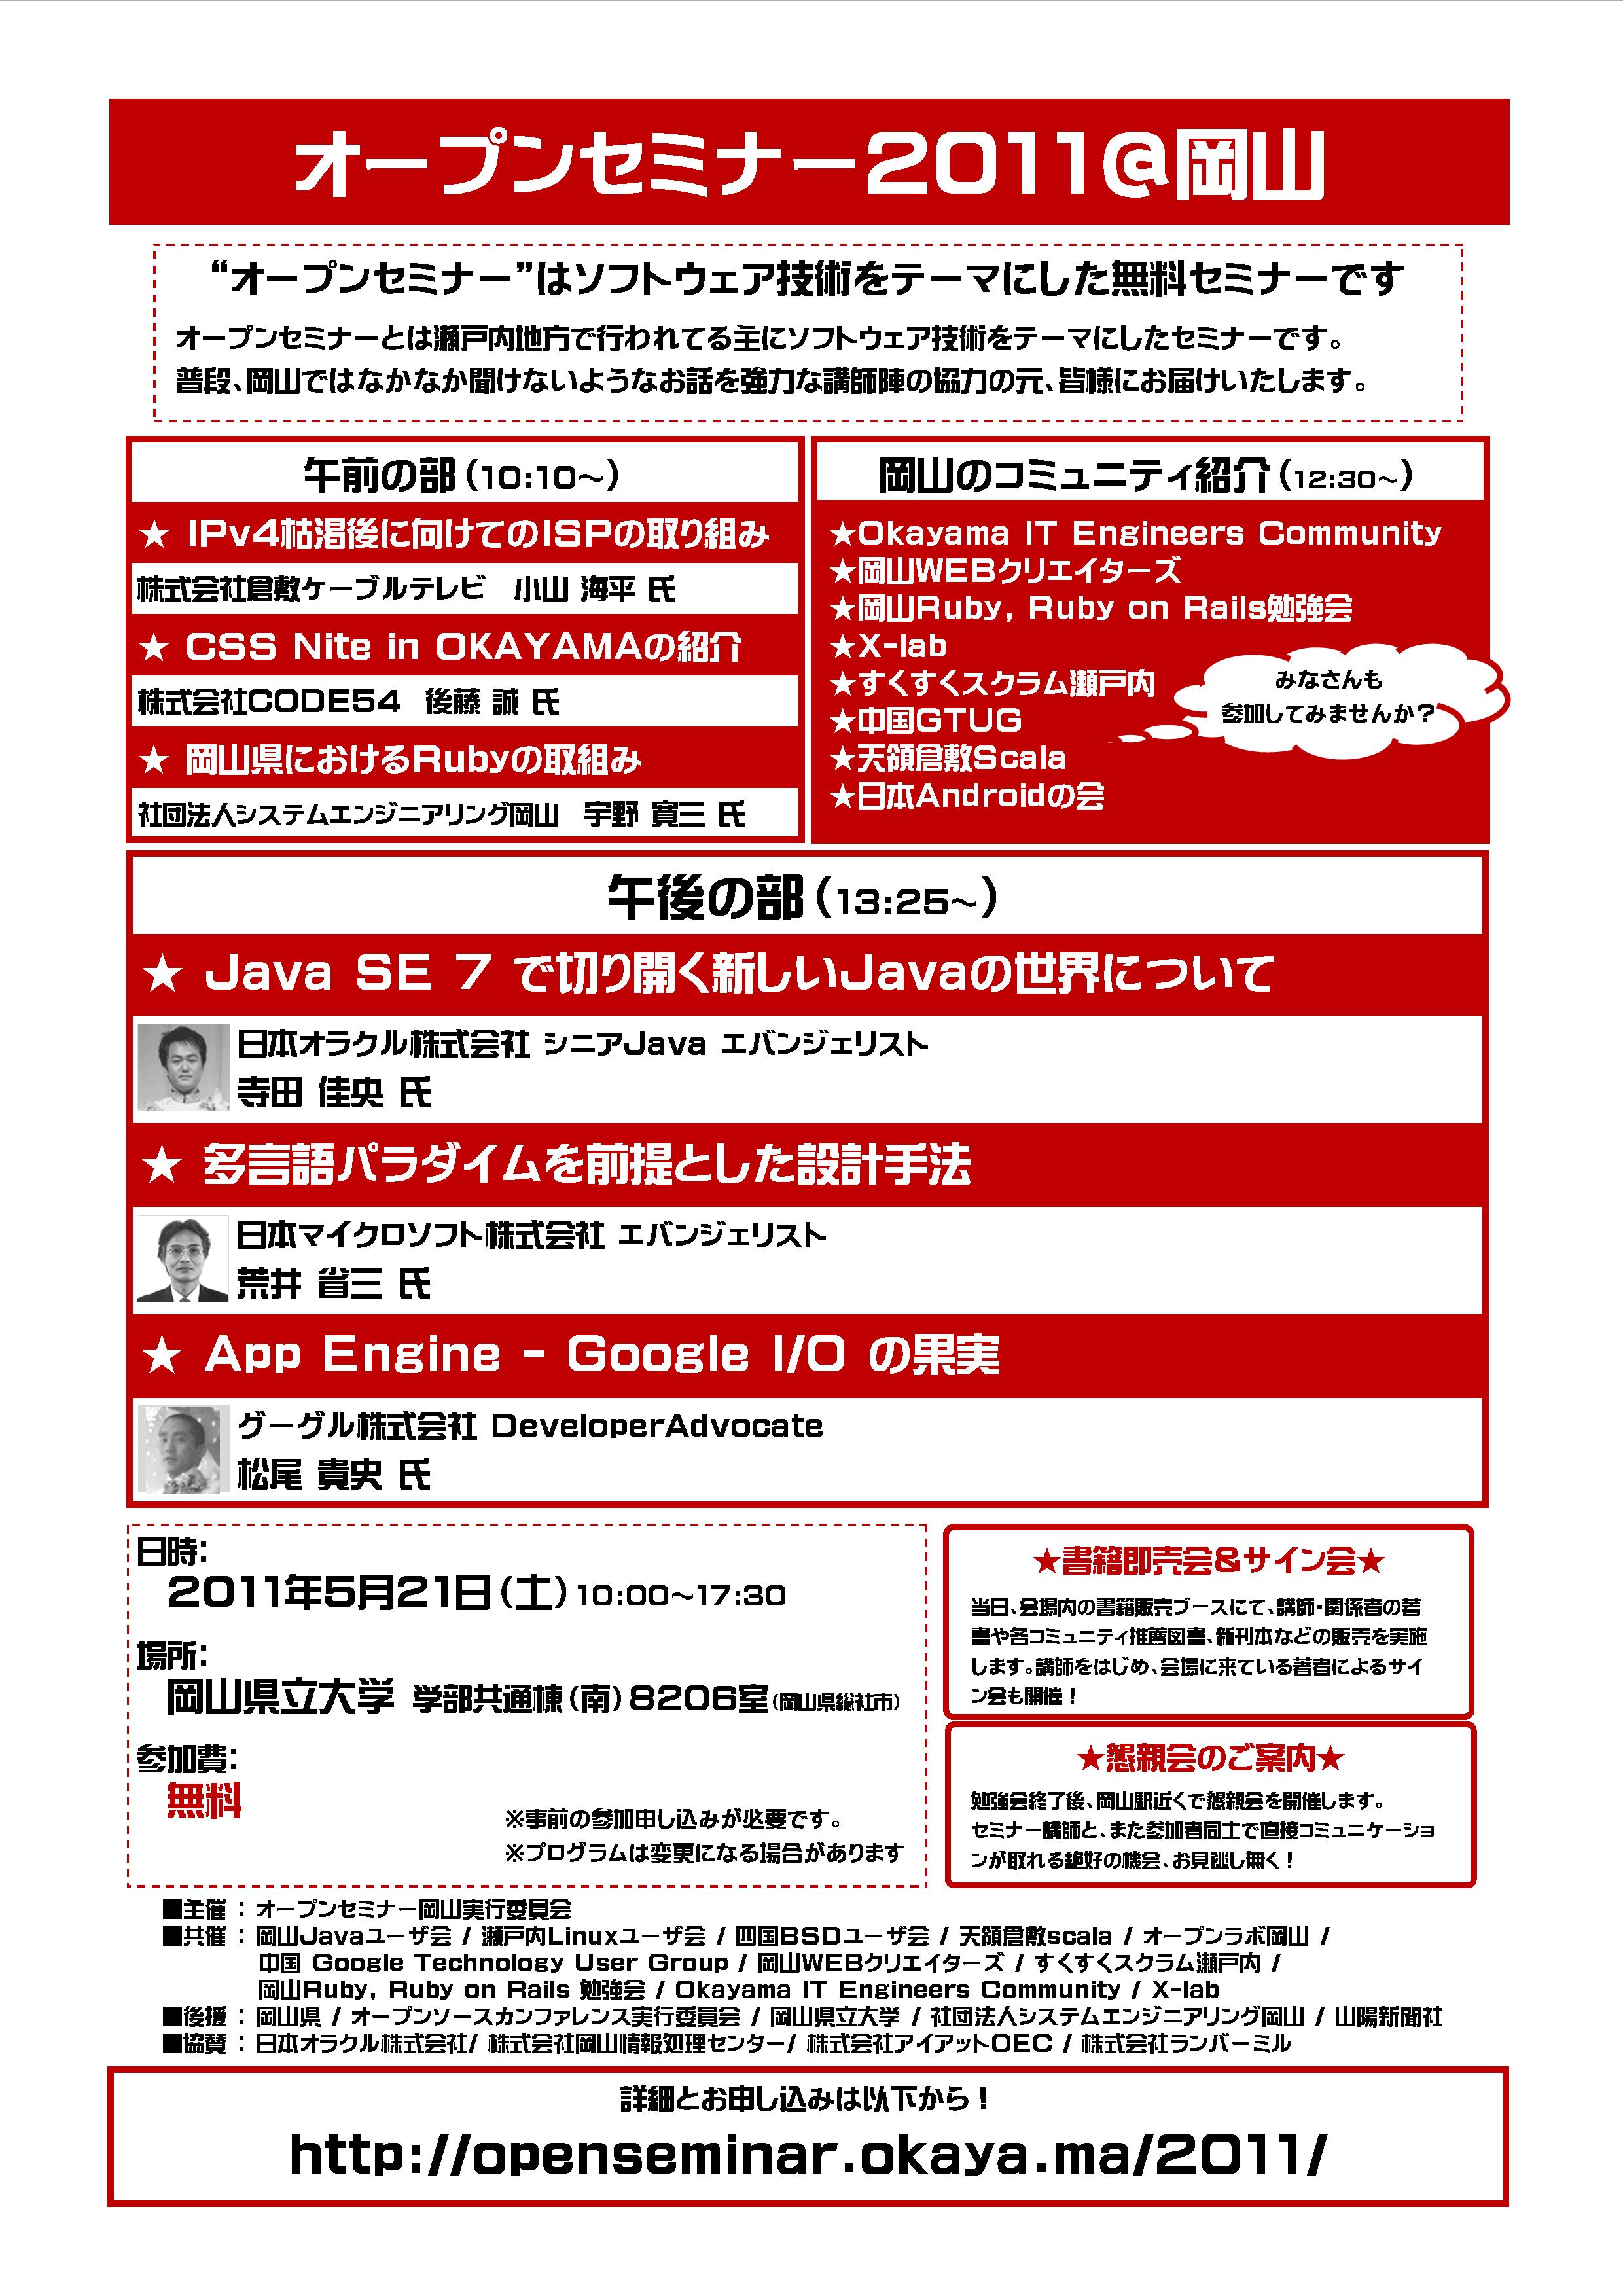 オープンセミナー2011@岡山
“オープンセミナー”はソフトウェア技術をテーマにした無料セミナーです
オープンセミナーとは瀬戸内地方で行われてる主にソフトウェア技術をテーマにしたセミナーです。
普段、岡山ではなかなか聞けないようなお話を強力な講師陣の協力の元、皆様にお届けいたします。
午前の部(10:10~)
★ IPv4枯渇後に向けてのISPの取り組み
株式会社倉敷ケーブルテレビ 小山 海平 氏
★ CSS Nite in OKAYAMAの紹介
株式会社CODE54 後藤 誠 氏
★ 岡山県におけるRubyの取組み
社団法人システムエンジニアリング岡山 宇野 寛三 氏
岡山のコミュニティ紹介(12:30~)
★Okayama IT Engineers Community
★岡山WEBクリエイターズ
★岡山Ruby, Ruby on Rails勉強会
★X-lab
★すくすくスクラム瀬戸内
★中国GTUG
★天領倉敷Scala
★日本Androidの会
みなさんも
参加してみませんか?
午後の部(13:25~)
★ Java SE 7 で切り開く新しいJavaの世界について
日本オラクル株式会社 シニアJava エバンジェリスト
寺田 佳央 氏
★ 多言語パラダイムを前提とした設計手法
日本マイクロソフト株式会社 エバンジェリスト
荒井 省三 氏
★ App Engine - Google I/O の果実
グーグル株式会社 DeveloperAdvocate
松尾 貴史 氏
日時:
2011年5月21日(土)10:00~17:30
場所:
岡山県立大学 学部共通棟(南)8206室(岡山県総社市)
参加費:
無料
※事前の参加申し込みが必要です。
※プログラムは変更になる場合があります
★書籍即売会&サイン会★
当日、会場内の書籍販売ブースにて、講師・関係者の著
書や各コミュニティ推薦図書、新刊本などの販売を実施
します。講師をはじめ、会場に来ている著者によるサイ
ン会も開催!
★懇親会のご案内★
勉強会終了後、岡山駅近くで懇親会を開催します。
セミナー講師と、また参加者同士で直接コミュニケーショ
ンが取れる絶好の機会、お見逃し無く!
■主催:オープンセミナー岡山実行委員会
■共催:岡山Javaユーザ会 / 瀬戸内Linuxユーザ会 / 四国BSDユーザ会 / 天領倉敷scala / オープンラボ岡山 /
中国 Google Technology User Group / 岡山WEBクリエイターズ / すくすくスクラム瀬戸内 /
岡山Ruby, Ruby on Rails 勉強会 / Okayama IT Engineers Community / X-lab
■後援:岡山県 / オープンソースカンファレンス実行委員会 / 岡山県立大学 / 社団法人システムエンジニアリング岡山 / 山陽新聞社
■協賛:日本オラクル株式会社/ 株式会社岡山情報処理センター/ 株式会社アイアットOEC / 株式会社ランバーミル
詳細とお申し込みは以下から!
http://openseminar.okaya.ma/2011/